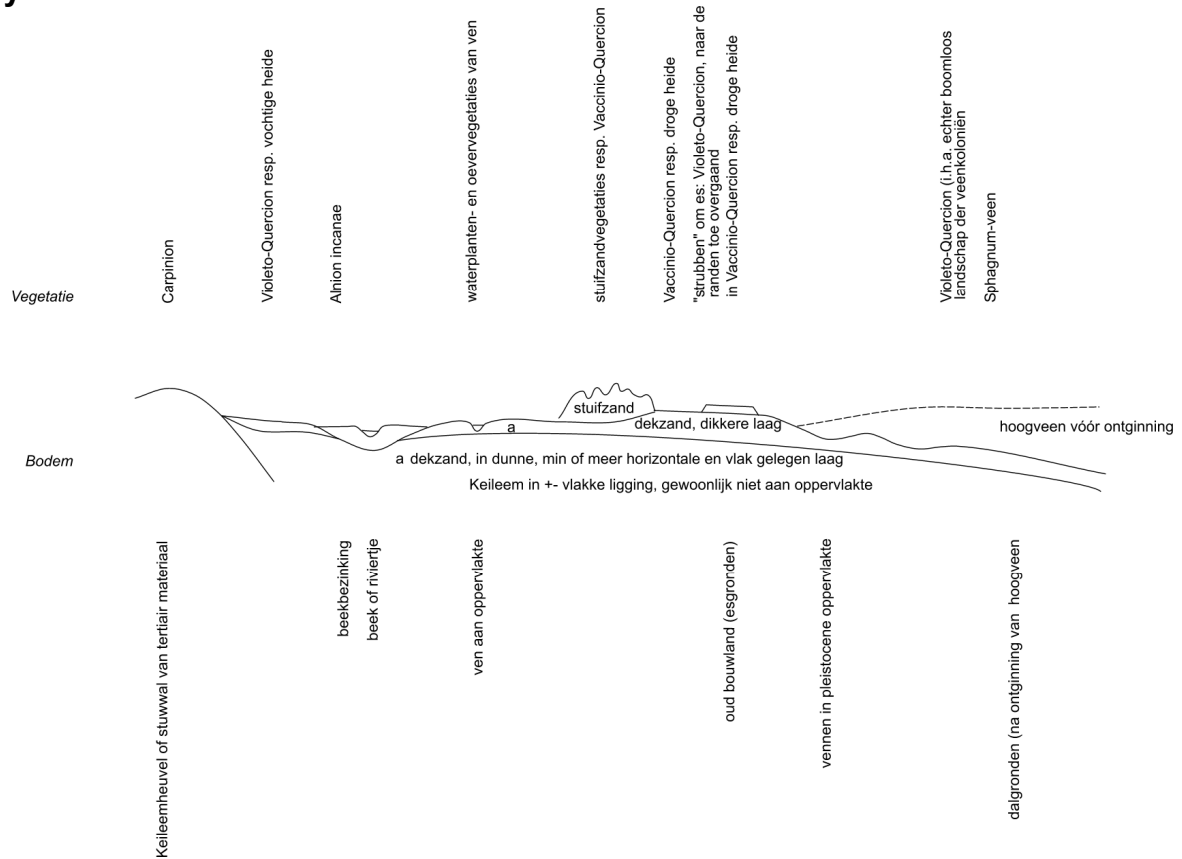 y
Vegetatie
Carpinion
Violeto-Quercion resp. vochtige heide
Alnion incanae
waterplanten- en oevervegetaties van ven
stuifzandvegetaties resp. Vaccinio-Quercion
Vaccinio-Quercion resp. droge heide
"strubben" om es: Violeto-Quercion, naar de
randen toe overgaand
in Vaccinio-Quercion resp. droge heide
Violeto-Quercion (i.h.a. echter boomloos
landschap der veenkoloniën
Sphagnum-veen
Bodem
stuifzand
a
dekzand, dikkere laag
hoogveen vóór ontginning
a dekzand, in dunne, min of meer horizontale en vlak gelegen laag
Keileem in +- vlakke ligging, gewoonlijk niet aan oppervlakte
Keileemheuvel of stuwwal van tertiair materiaal
beekbezinking
beek of riviertje
ven aan oppervlakte
oud bouwland (esgronden)
vennen in pleistocene oppervlakte
dalgronden (na ontginning van hoogveen